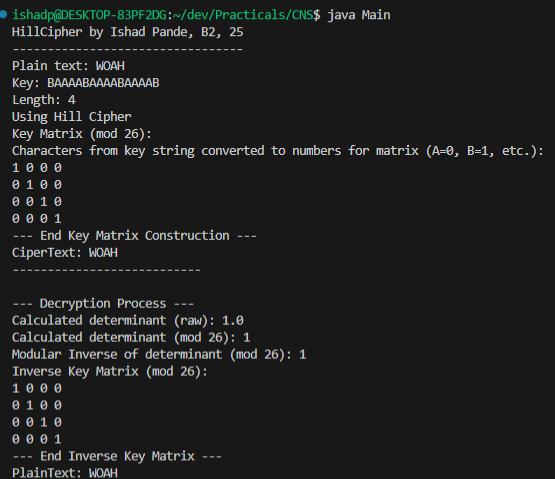 ishadp@DESKTOP-83PF2DG:~/dev/Practicals/CNS$ java Main
HillCipher by Ishad Pande, B2, 25
---------------------------------
Plain text: WOAH
Key: BAAAABAAAABAAAAB
Length: 4
Using Hill Cipher
Key Matrix (mod 26):
Characters from key string converted to numbers for matrix (A=0, B=1, etc.):
1 0 0 0
0 1 0 0
0 0 1 0
0 0 0 1
--- End Key Matrix Construction ---
CiperText: WOAH
---------------------------
--- Decryption Process ---
Calculated determinant (raw): 1.0
Calculated determinant (mod 26): 1
Modular Inverse of determinant (mod 26): 1
Inverse Key Matrix (mod 26):
1 0 0 0
0 1 0 0
0 0 1 0
0 0 0 1
--- End Inverse Key Matrix ---
PlainText: WOAH